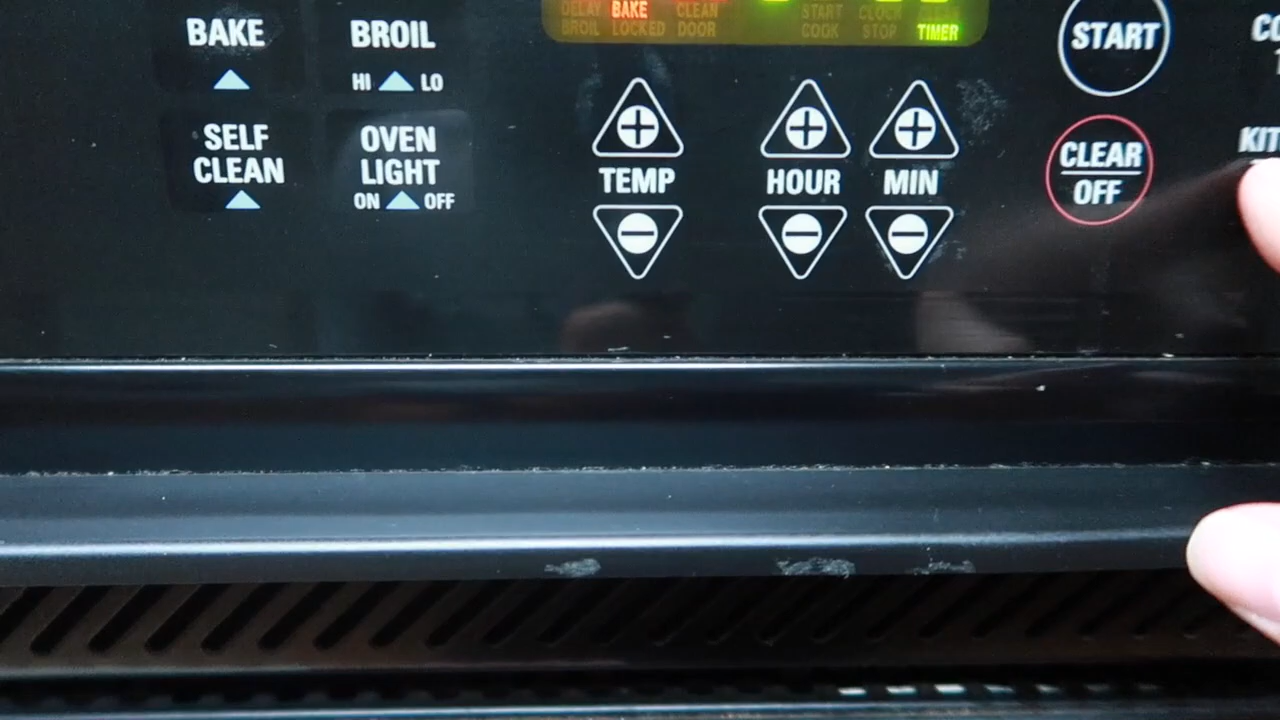 DELAY BAKE CLEAN START CLOCK
BROIL LOCKED DOOR COOK STOP TIMER
BAKE
BROIL
HI LO
START
SELF
CLEAN
OVEN
LIGHT
ON OFF
TEMP
HOUR
MIN
CLEAR
OFF